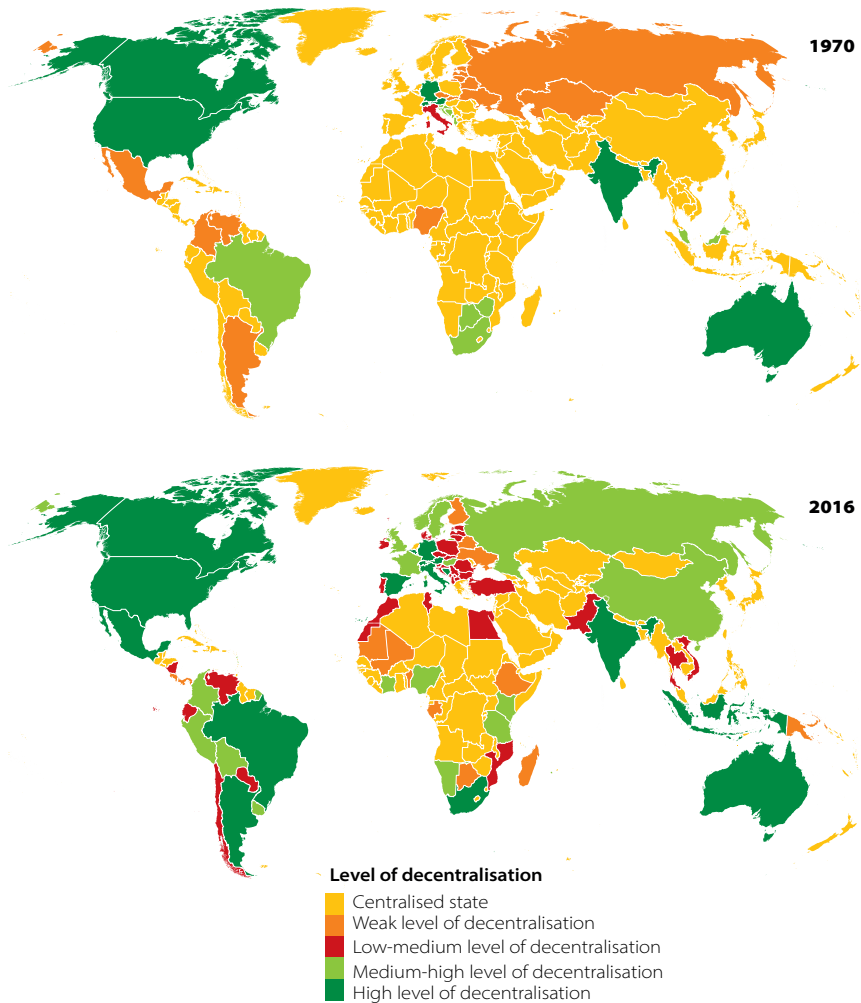 1970
2016
Level of decentralisation
Centralised state
Weak level of decentralisation
Low-medium level of decentralisation
Medium-high level of decentralisation
High level of decentralisation